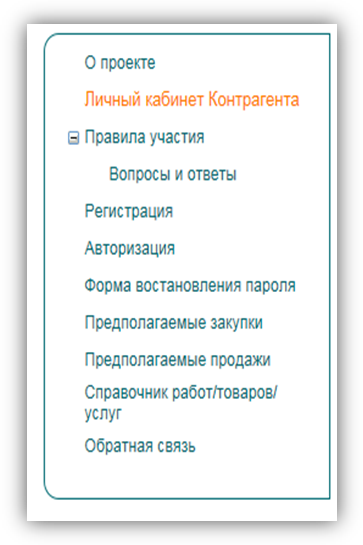 О проекте
Личный кабинет Контрагента
Правила участия
Вопросы и ответы
Регистрация
Авторизация
Форма востановления пароля
Предполагаемые закупки
Предполагаемые продажи
Справочник работ/товаров/
услуг
Обратная связь